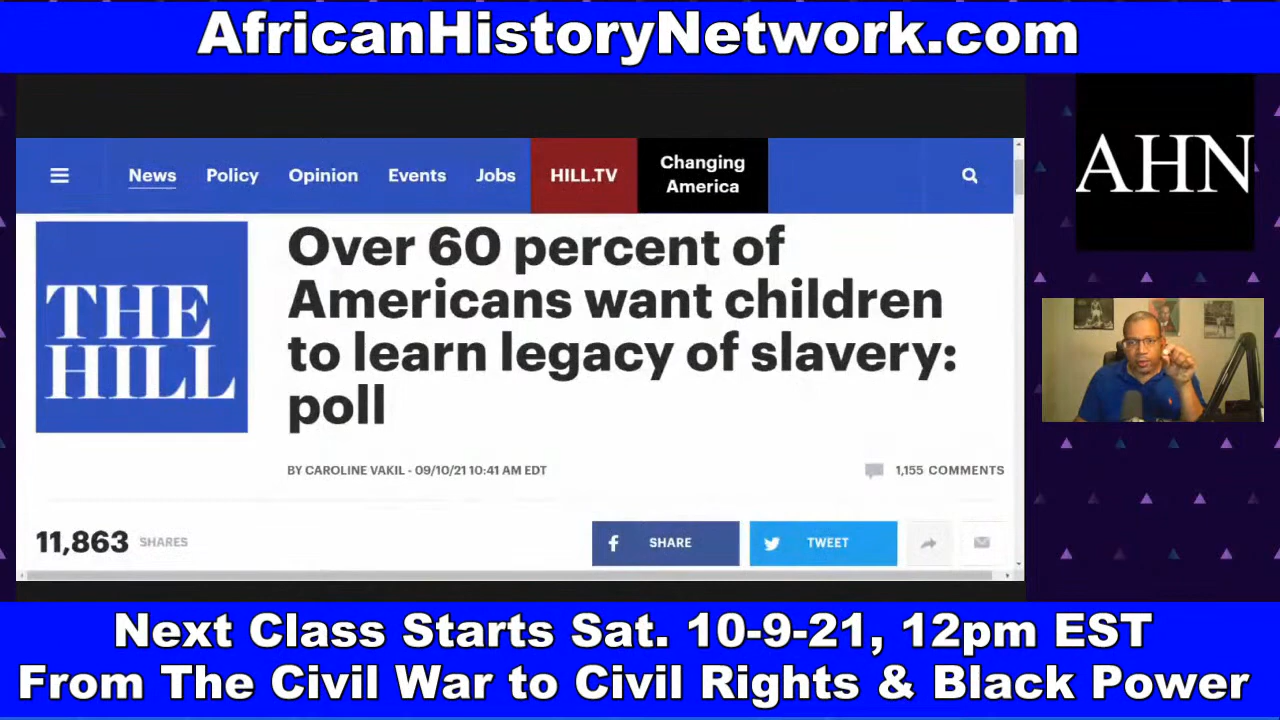 AfricanHistoryNetwork.com
AHN
News Policy Opinion Events Jobs HILL.TV Changing America
THE
HILL
Over 60 percent of
Americans want children
to learn legacy of slavery:
poll
BY CAROLINE VAKIL - 09/10/21 10:41 AM EDT
1,155 COMMENTS
11,863 SHARES
SHARE
TWEET
Next Class Starts Sat. 10-9-21, 12pm EST
From The Civil War to Civil Rights & Black Power